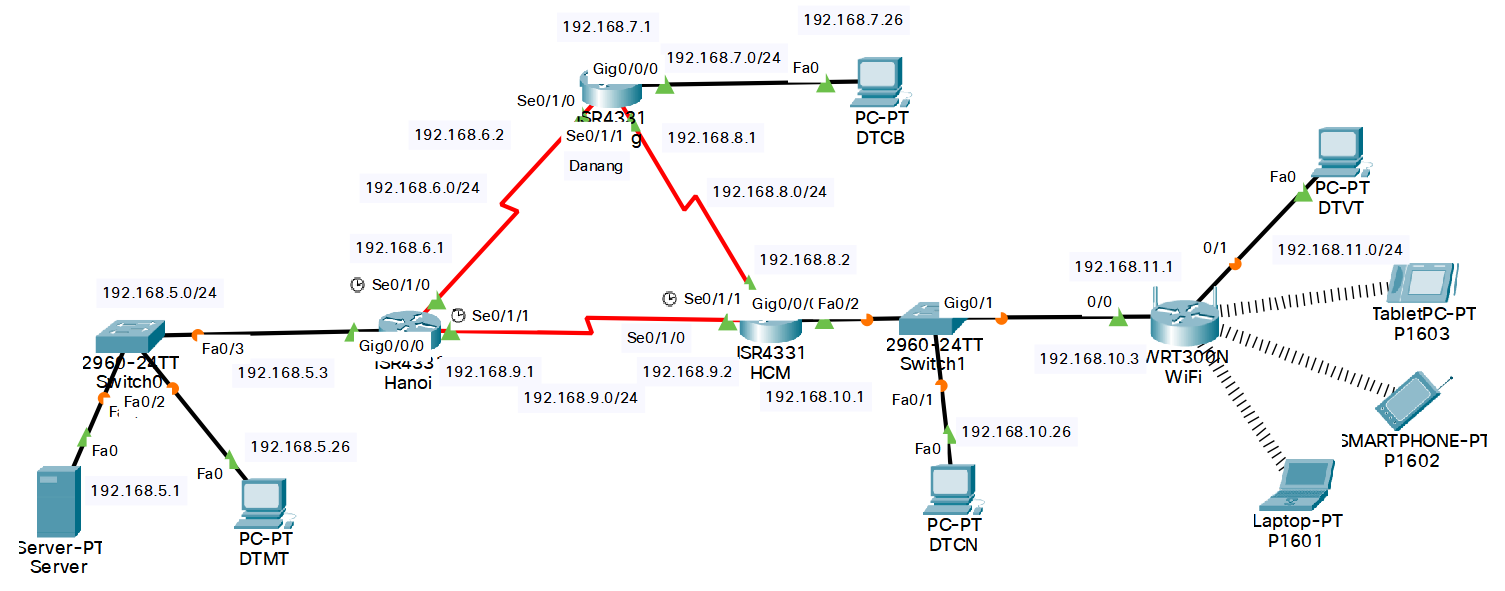 192.168.7.1
192.168.7.26
Gig0/0/0
192.168.7.0/24
Fa0
Se0/1/0
ISR4331
PC-PT
DTCB
192.168.6.2
Se0/1/1
g
192.168.8.1
Danang
PC-PT
DTVT
Fa0
192.168.6.0/24
192.168.8.0/24
192.168.6.1
0/1
192.168.11.0/24
192.168.8.2
192.168.11.1
Se0/1/0
192.168.5.0/24
Se0/1/1
Gig0/0/
Fa0/2
Gig0/1
0/0
Se0/1/1
TabletPC-PT
P1603
Fa0/3
Gig0/0/0
Se0/1/0
2960-24TT
Switch0
ISR433
Hanoi
ISR4331
HCM
2960-24TT
Switch1
WRT300N
WiFi
192.168.5.3
192.168.9.1
192.168.9.2
192.168.10.3
192.168.9.0/24
192.168.10.1
Fa0/2
Fa0/1
192.168.10.26
SMARTPHONE-PT
P1602
Fa0
192.168.5.26
Fa0
Fa0
192.168.5.1
PC-PT
DTMT
PC-PT
DTCN
Laptop-PT
P1601
Server-PT
Server